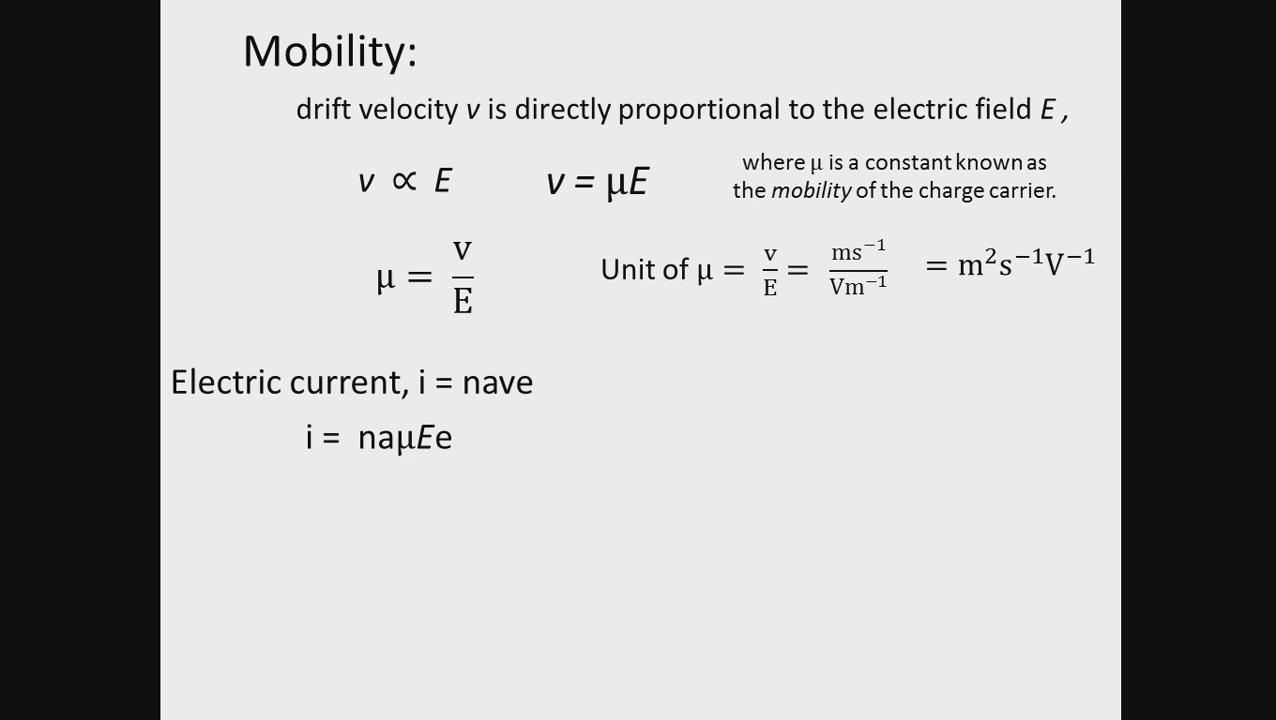 Mobility:
drift velocity v is directly proportional to the electric field E ,
v ∝ E
v = μE
where μ is a constant known as
the mobility of the charge carrier.
μ = v/E
Unit of μ = v/E = ms⁻¹/Vm⁻¹ = m²s⁻¹V⁻¹
Electric current, i = nave
i = naμEe